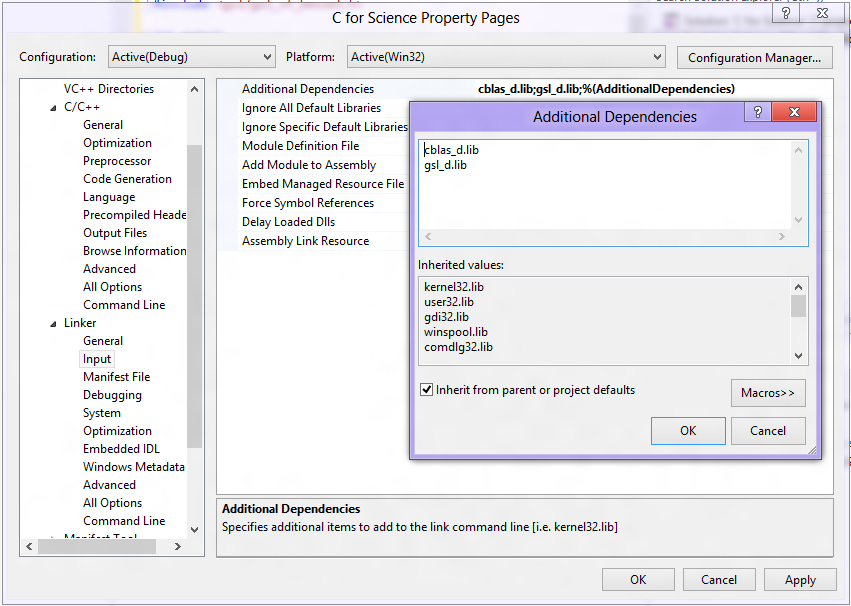 C for Science Property Pages
Configuration: Active(Debug) Platform: Active(Win32) Configuration Manager...
VC++ Directories
C/C++
General
Optimization
Preprocessor
Code Generation
Language
Precompiled Heade
Output Files
Browse Information
Advanced
All Options
Command Line
Linker
General
Input
Manifest File
Debugging
System
Optimization
Embedded IDL
Windows Metadata
Advanced
All Options
Command Line
Manifest Tool
Additional Dependencies cblas_d.lib;gsl_d.lib;%(AdditionalDependencies)
Ignore All Default Libraries
Ignore Specific Default Libraries
Module Definition File
Add Module to Assembly
Embed Managed Resource File
Force Symbol References
Delay Loaded Dlls
Assembly Link Resource
Additional Dependencies
cblas_d.lib
gsl_d.lib
Inherited values:
kernel32.lib
user32.lib
gdi32.lib
winspool.lib
comdlg32.lib
Inherit from parent or project defaults
Macros>>
OK Cancel
Additional Dependencies
Specifies additional items to add to the link command line [i.e. kernel32.lib]
OK Cancel Apply